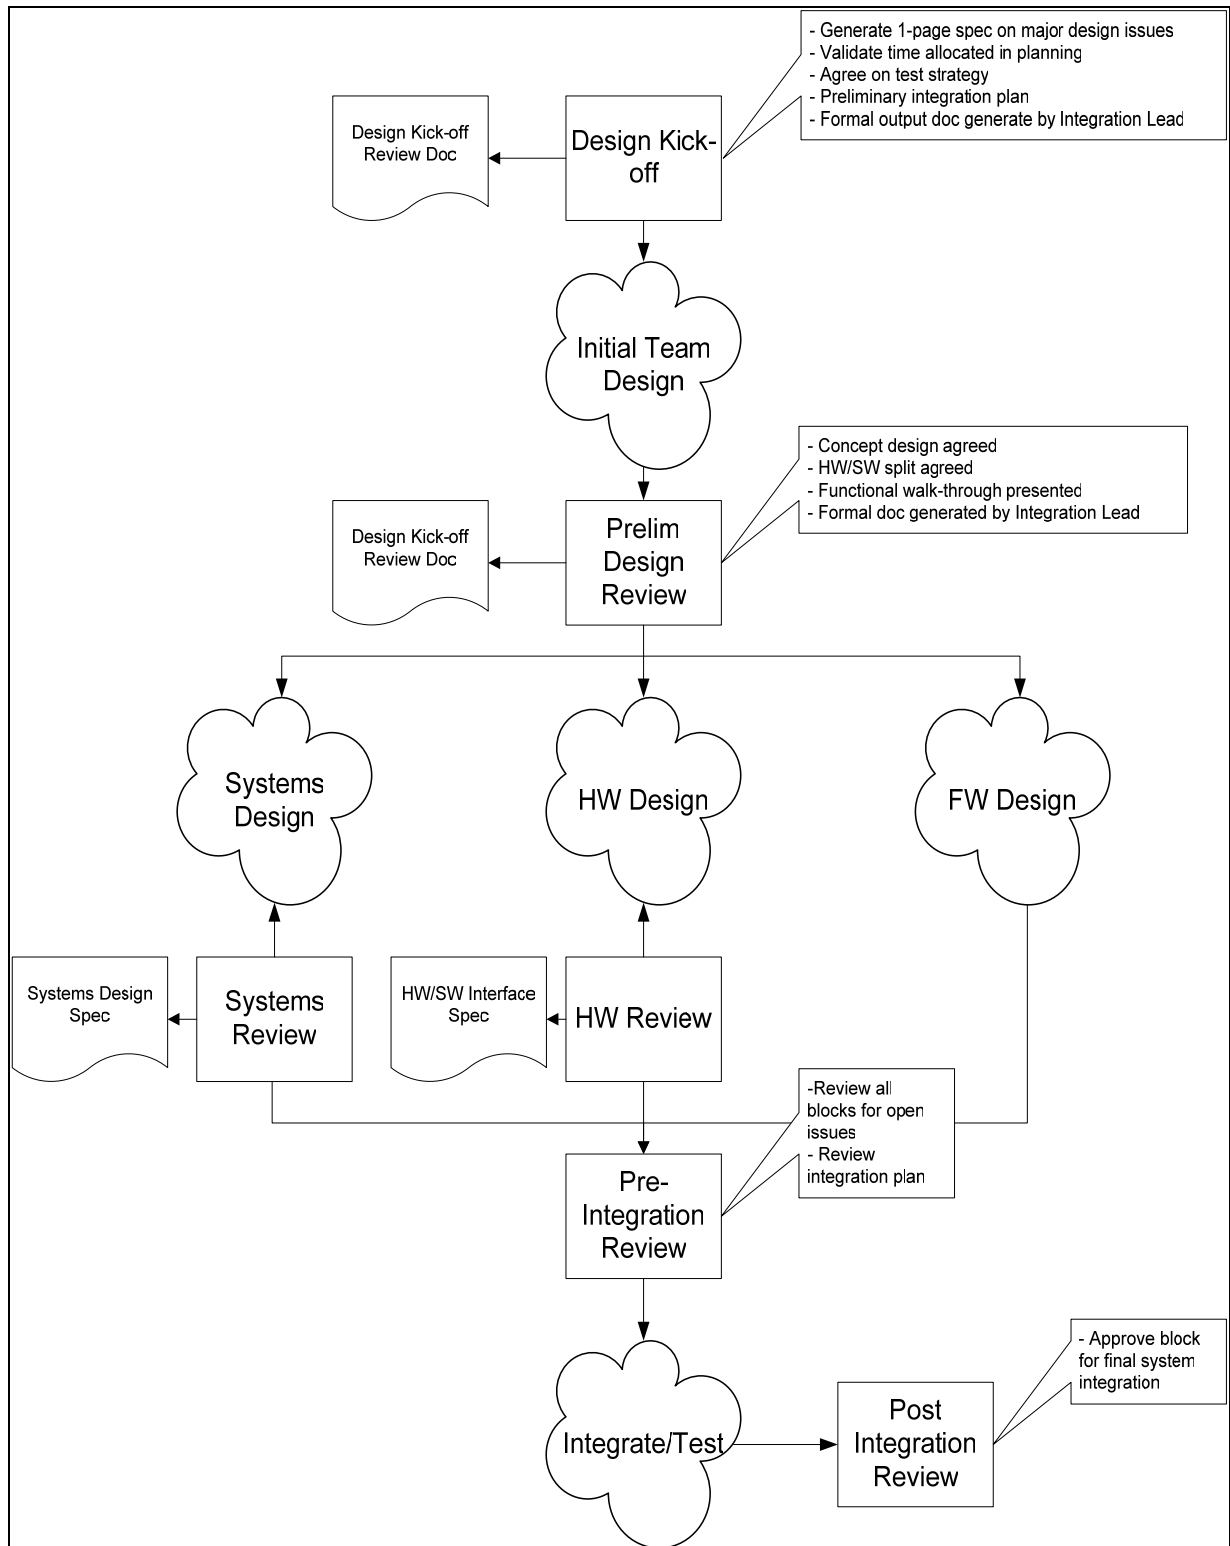 - Generate 1-page spec on major design issues
- Validate time allocated in planning
- Agree on test strategy
- Preliminary integration plan
- Formal output doc generate by Integration Lead
Design Kick-off
Review Doc
Design Kick-
off
Initial Team
Design
- Concept design agreed
- HW/SW split agreed
- Functional walk-through presented
- Formal doc generated by Integration Lead
Design Kick-off
Review Doc
Prelim
Design
Review
Systems
Design
HW Design
FW Design
Systems Design
Spec
Systems
Review
HW/SW Interface
Spec
HW Review
-Review all
blocks for open
issues
- Review
integration plan
Pre-
Integration
Review
Integrate/Test
Post
Integration
Review
- Approve block
for final system
integration